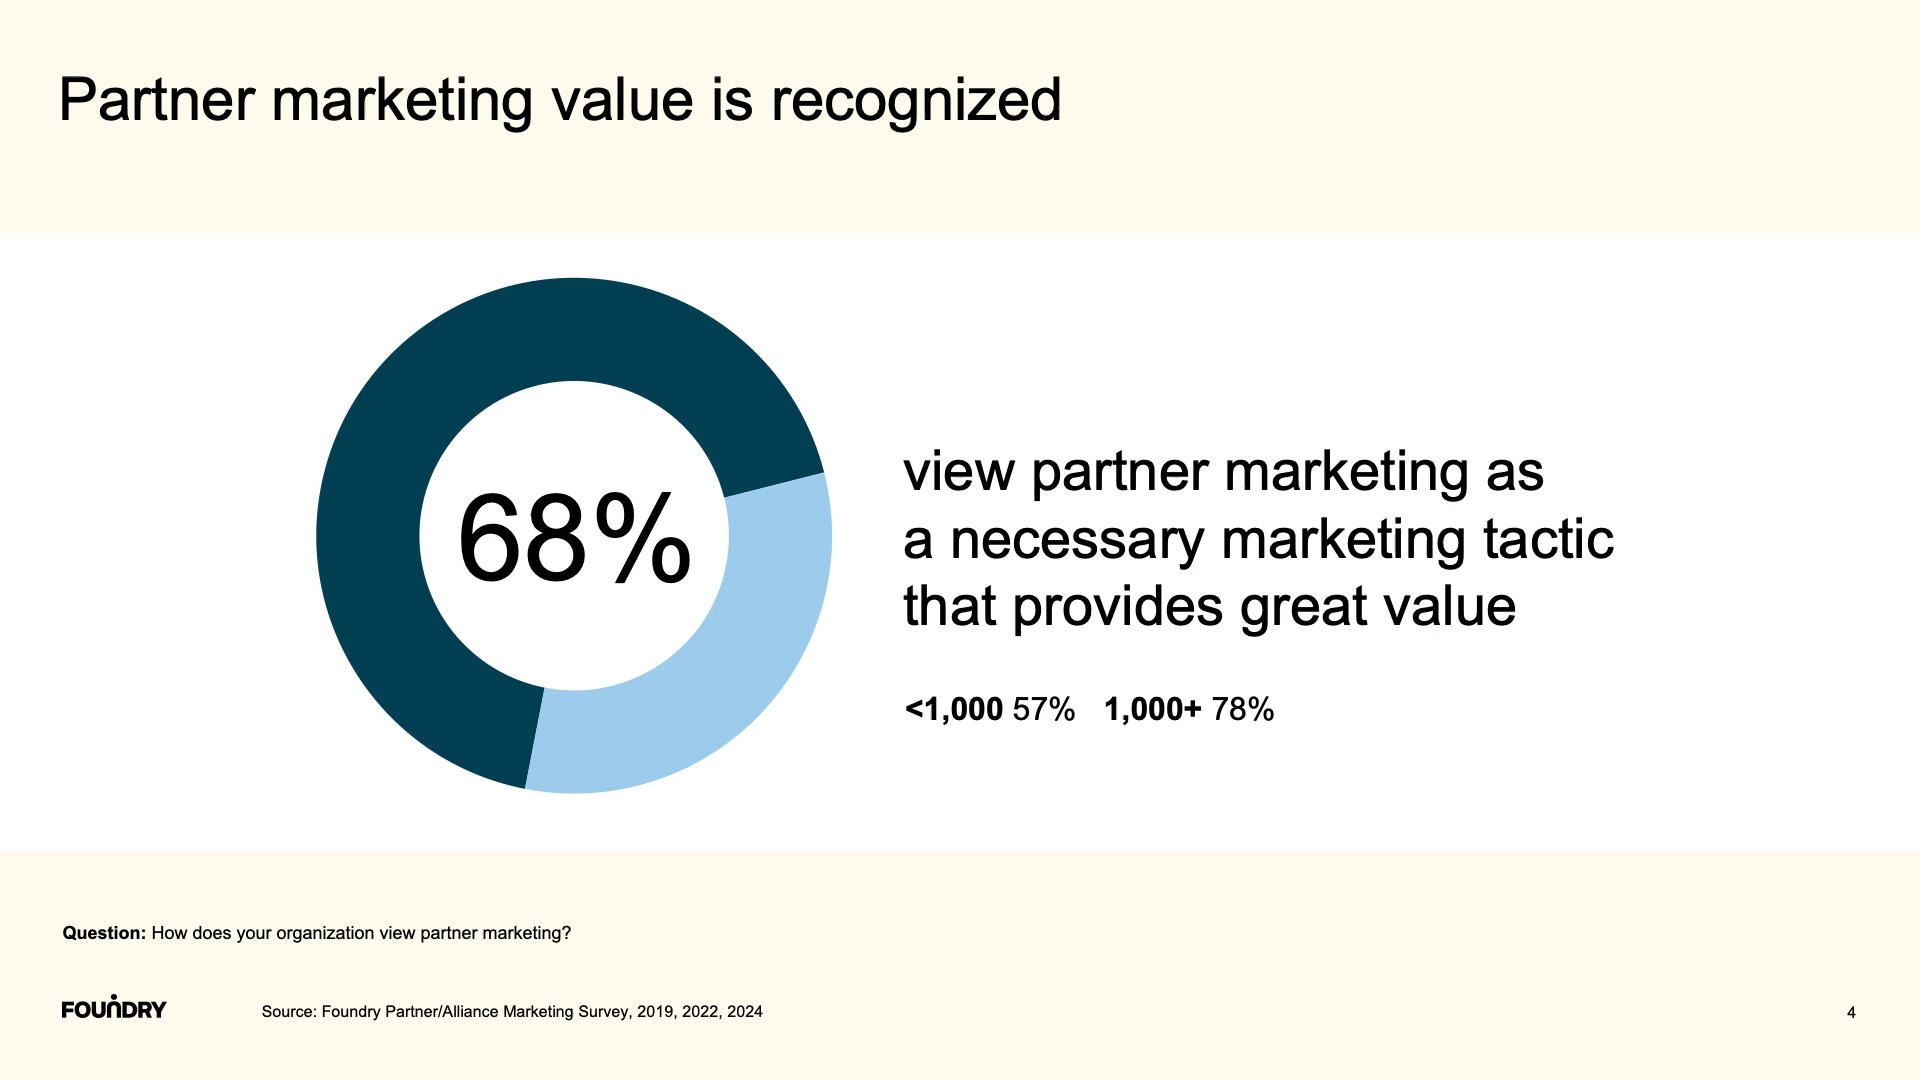 Partner marketing value is recognized
68%
view partner marketing as
a necessary marketing tactic
that provides great value
<1,000 57% 1,000+ 78%
Question: How does your organization view partner marketing?
FOUNDRY
Source: Foundry Partner/Alliance Marketing Survey, 2019, 2022, 2024
4